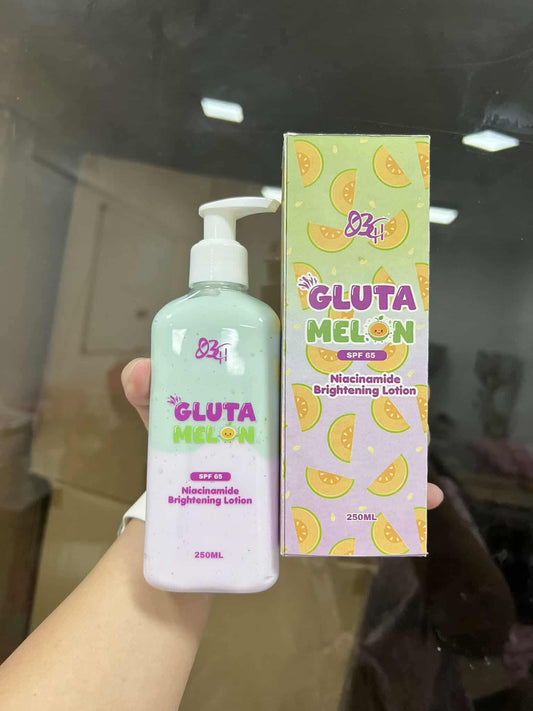 GLUTA
MELON
SPF 65
Niacinamide
Brightening Lotion
250ML
GLUTA
MELON
SPF 65
Niacinamide
Brightening Lotion
250ML